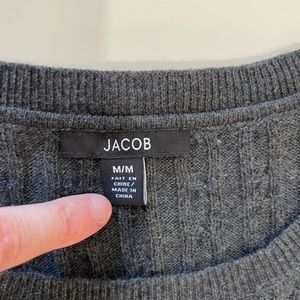 JACOB
M/M
FAIT EN
CHINE/
MADE IN
CHINA